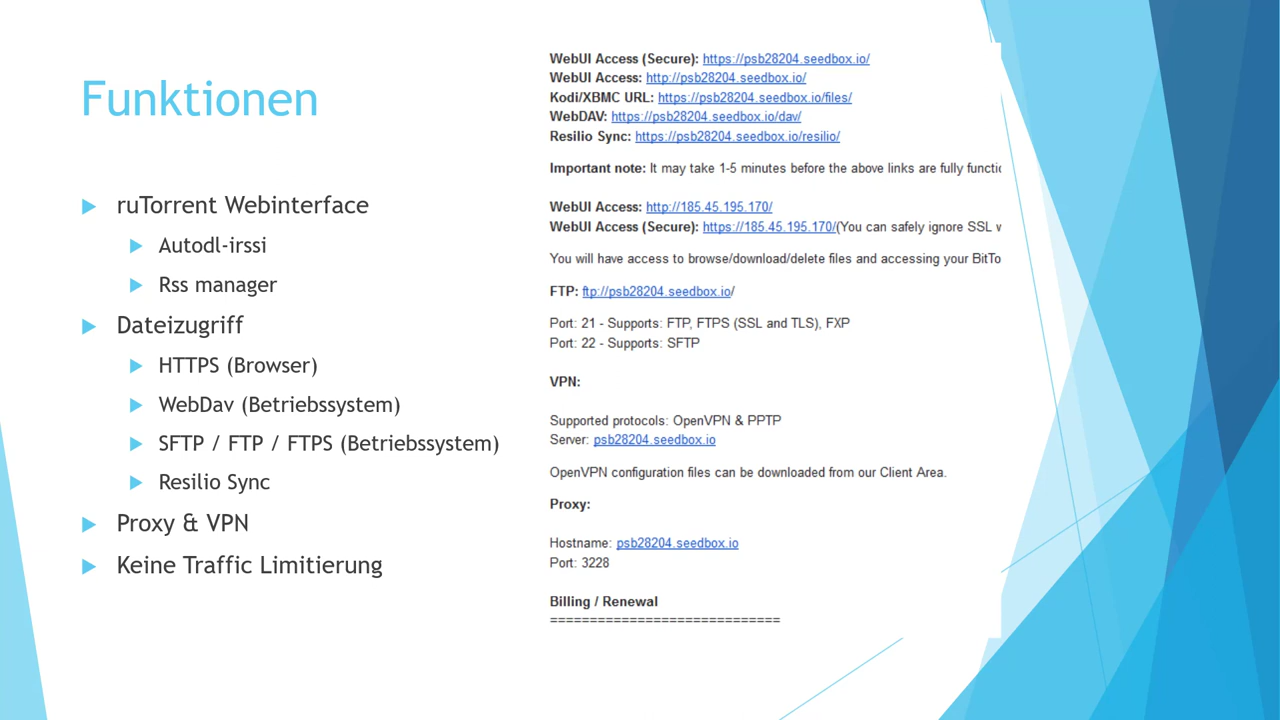 Funktionen
ruTorrent Webinterface
Autodl-irssi
Rss manager
Dateizugriff
HTTPS (Browser)
WebDav (Betriebssystem)
SFTP / FTP / FTPS (Betriebssystem)
Resilio Sync
Proxy & VPN
Keine Traffic Limitierung
WebUI Access (Secure): https://psb28204.seedbox.io/
WebUI Access: http://psb28204.seedbox.io/
Kodi/XBMC URL: https://psb28204.seedbox.io/files/
WebDAV: https://psb28204.seedbox.io/dav/
Resilio Sync: https://psb28204.seedbox.io/resilio/
Important note: It may take 1-5 minutes before the above links are fully
WebUI Access: http://185.45.195.170/
WebUI Access (Secure): https://185.45.195.170/(You can safely ignore SSL
You will have access to browse/download/delete files and accessing your
FTP: ftp://psb28204.seedbox.io/
Port: 21 - Supports: FTP, FTPS (SSL and TLS), FXP
Port: 22 - Supports: SFTP
VPN:
Supported protocols: OpenVPN & PPTP
Server: psb28204.seedbox.io
OpenVPN configuration files can be downloaded from our Client Area.
Proxy:
Hostname: psb28204.seedbox.io
Port: 3228
Billing / Renewal
=============================